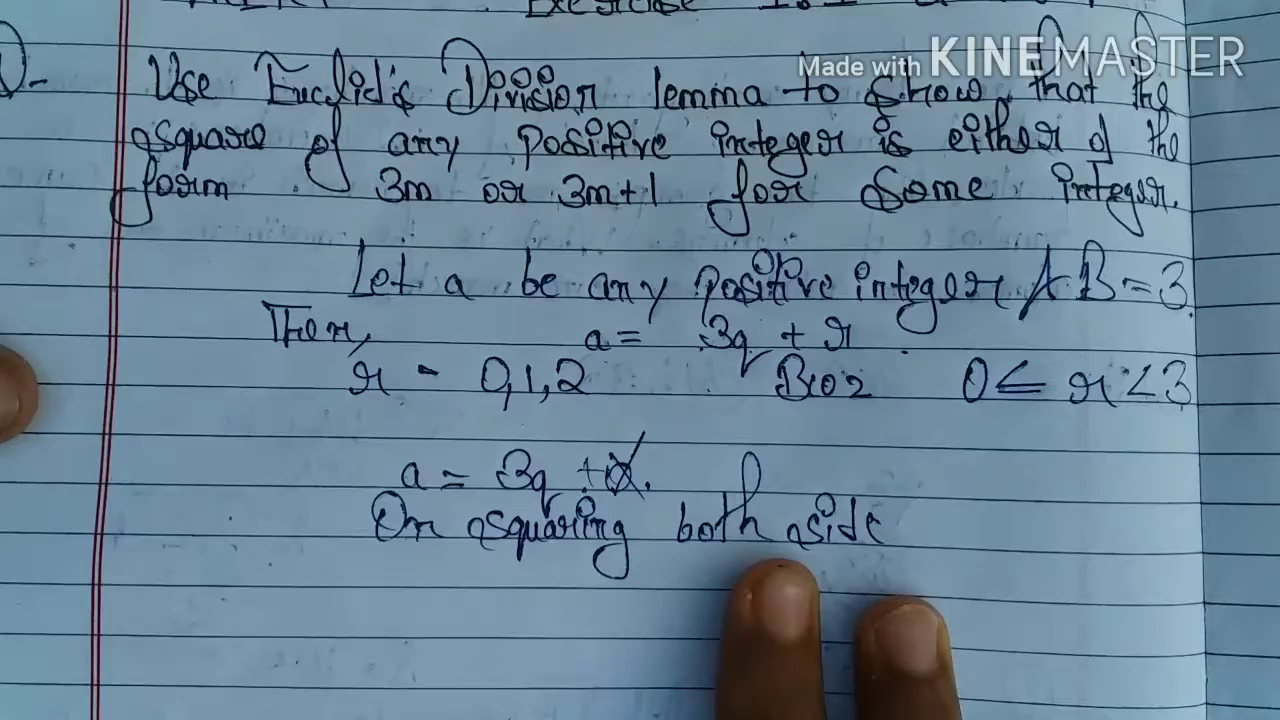 Exercise 1.1
Made with KINEMASTER
Q- Use Euclid's Division lemma to show that the
square of any positive integer is either of the
form 3m or 3m+1 for some integer.
Let a be any positive integer & B=3.
Then, a = 3q + r
r - 0,1,2 Bcoz 0 ≤ r < 3
a = 3q + 0.
On squaring both side